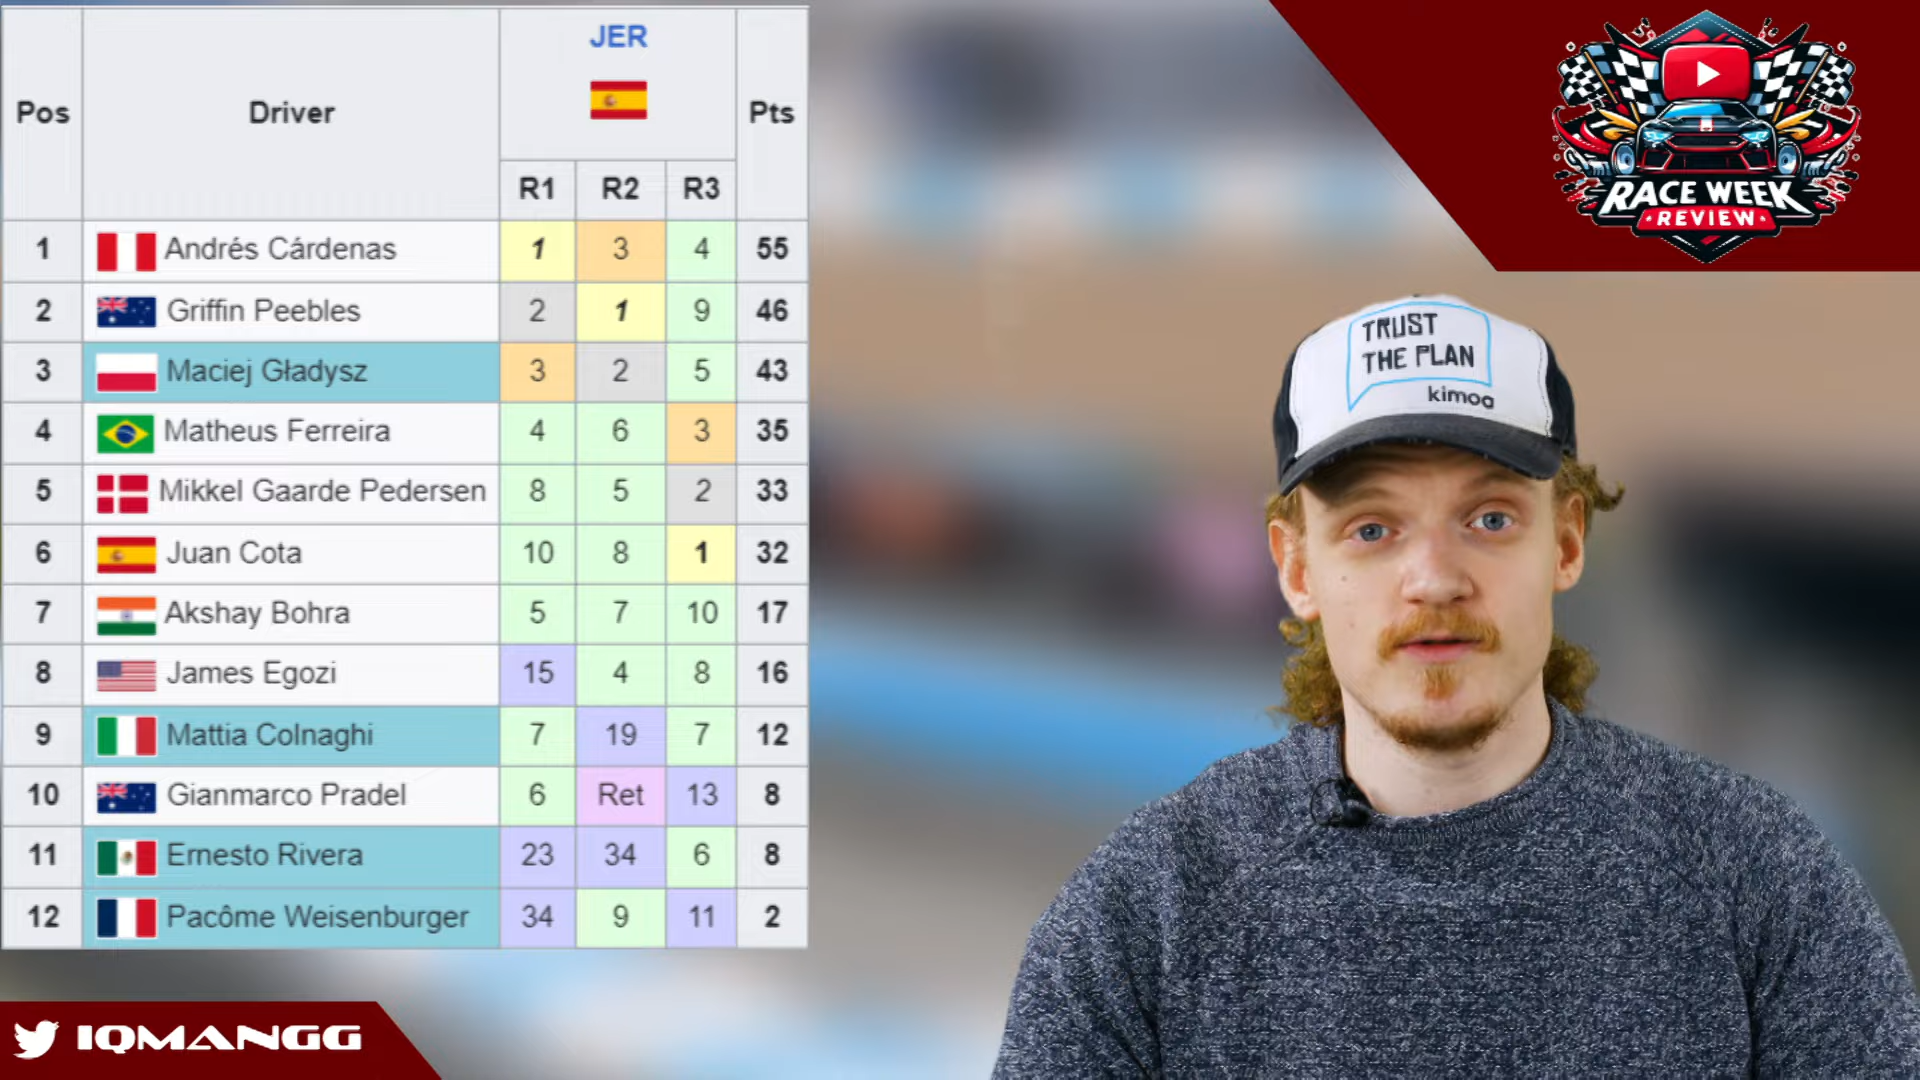 JER
Pos Driver Pts
R1 R2 R3
1 Andrés Cárdenas 1 3 4 55
2 Griffin Peebles 2 1 9 46
3 Maciej Gładysz 3 2 5 43
4 Matheus Ferreira 4 6 3 35
5 Mikkel Gaarde Pedersen 8 5 2 33
6 Juan Cota 10 8 1 32
7 Akshay Bohra 5 7 10 17
8 James Egozi 15 4 8 16
9 Mattia Colnaghi 7 19 7 12
10 Gianmarco Pradel 6 Ret 13 8
11 Ernesto Rivera 23 34 6 8
12 Pacôme Weisenburger 34 9 11 2
RACE WEEK
REVIEW
TRUST
THE PLAN
kimoa
IQMANGG